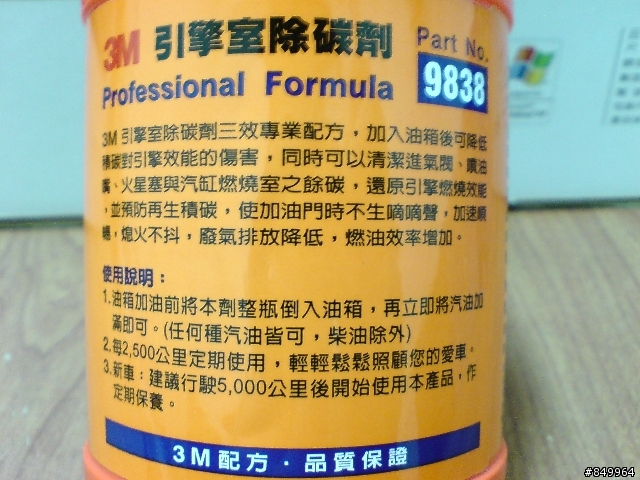 3M 引擎室除碳劑
Part No.
9838
Professional Formula
3M 引擎室除碳劑三效專業配方，加入油箱後可降低
積碳對引擎效能的傷害，同時可以清潔進氣閥、噴油
嘴、火星塞與汽缸燃燒室之餘碳，還原引擎燃燒效能
，並預防再生積碳，使加油門時不生嘀嘀聲，加速順
暢，熄火不抖，廢氣排放降低，燃油效率增加。
使用說明：
1.油箱加油前將本劑整瓶倒入油箱，再立即將汽油加
滿即可。(任何種汽油皆可，柴油除外)
2.每2,500公里定期使用，輕輕鬆鬆照顧您的愛車。
3.新車：建議行駛5,000公里後開始使用本產品，作
定期保養。
3M配方·品質保證
#849964